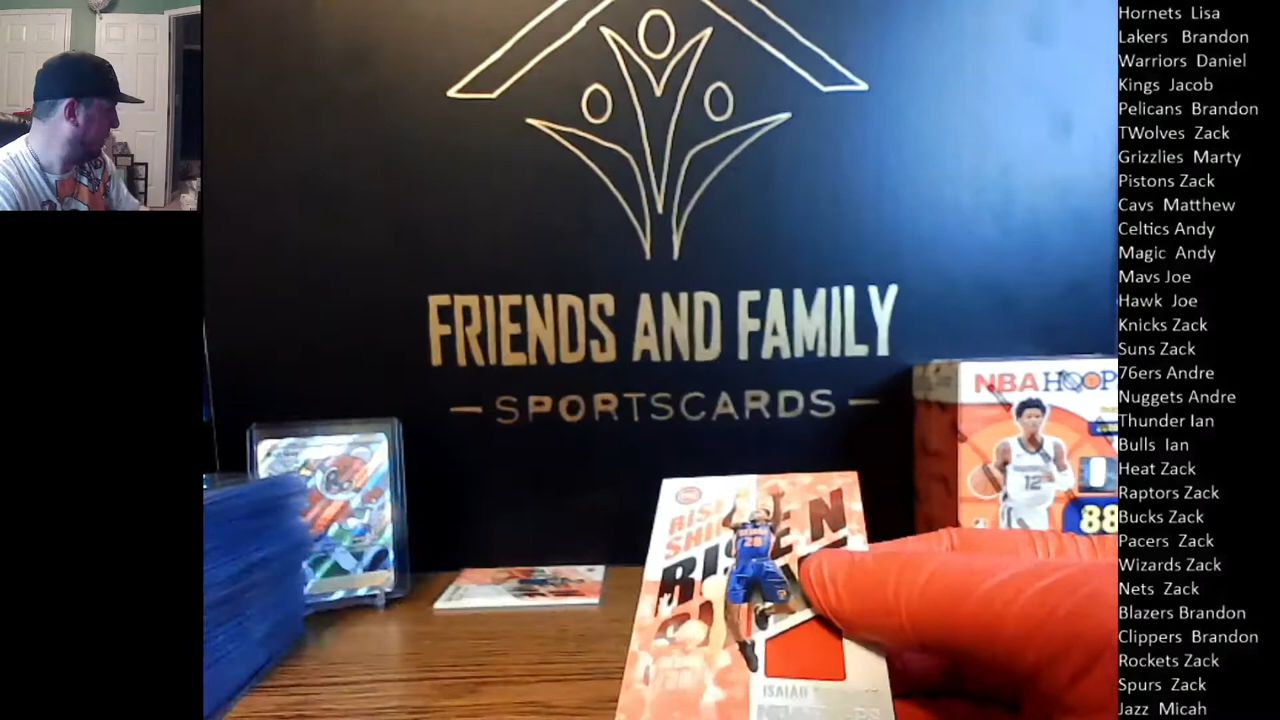 Hornets Lisa
Lakers Brandon
Warriors Daniel
Kings Jacob
Pelicans Brandon
TWolves Zack
Grizzlies Marty
Pistons Zack
Cavs Matthew
Celtics Andy
Magic Andy
Mavs Joe
Hawk Joe
Knicks Zack
Suns Zack
76ers Andre
Nuggets Andre
Thunder Ian
Bulls Ian
Heat Zack
Raptors Zack
Bucks Zack
Pacers Zack
Wizards Zack
Nets Zack
Blazers Brandon
Clippers Brandon
Rockets Zack
Spurs Zack
Jazz Micah
FRIENDS AND FAMILY
— SPORTSCARDS —
NBA HOOP
12
88
28
ISAIAH